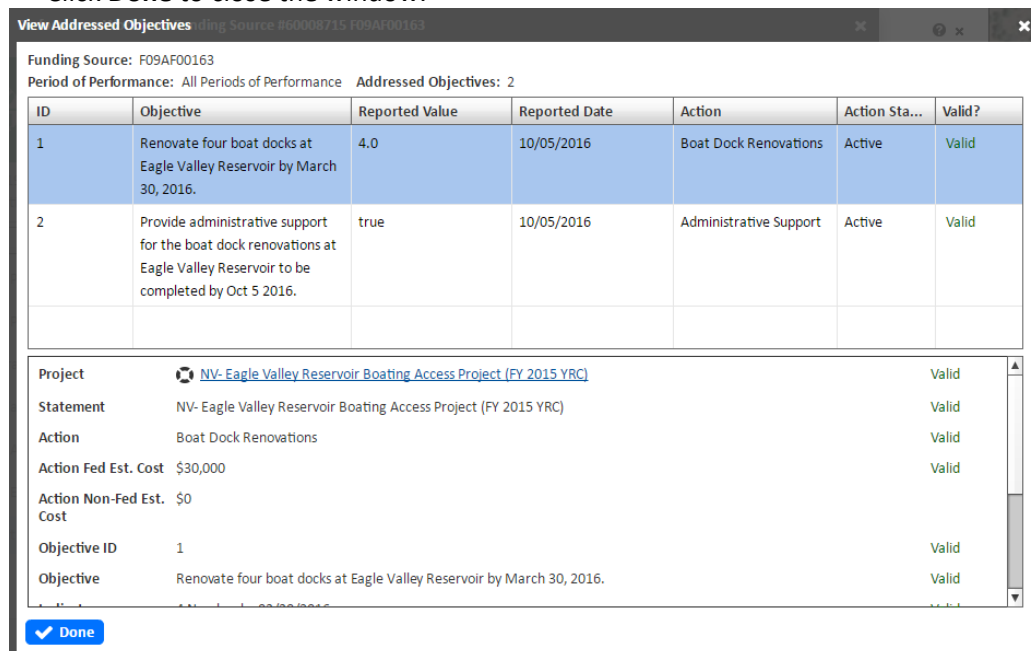 View Addressed Objectives ding Source #60008715 F09AF00163
Funding Source: F09AF00163
Period of Performance: All Periods of Performance Addressed Objectives: 2
ID Objective Reported Value Reported Date Action Action Sta... Valid?
1 Renovate four boat docks at 4.0 10/05/2016 Boat Dock Renovations Active Valid
Eagle Valley Reservoir by March
30, 2016.
2 Provide administrative support true 10/05/2016 Administrative Support Active Valid
for the boat dock renovations at
Eagle Valley Reservoir to be
completed by Oct 5 2016.
Project NV- Eagle Valley Reservoir Boating Access Project (FY 2015 YRC) Valid
Statement NV- Eagle Valley Reservoir Boating Access Project (FY 2015 YRC) Valid
Action Boat Dock Renovations Valid
Action Fed Est. Cost $30,000 Valid
Action Non-Fed Est. $0
Cost
Objective ID 1 Valid
Objective Renovate four boat docks at Eagle Valley Reservoir by March 30, 2016. Valid
Done